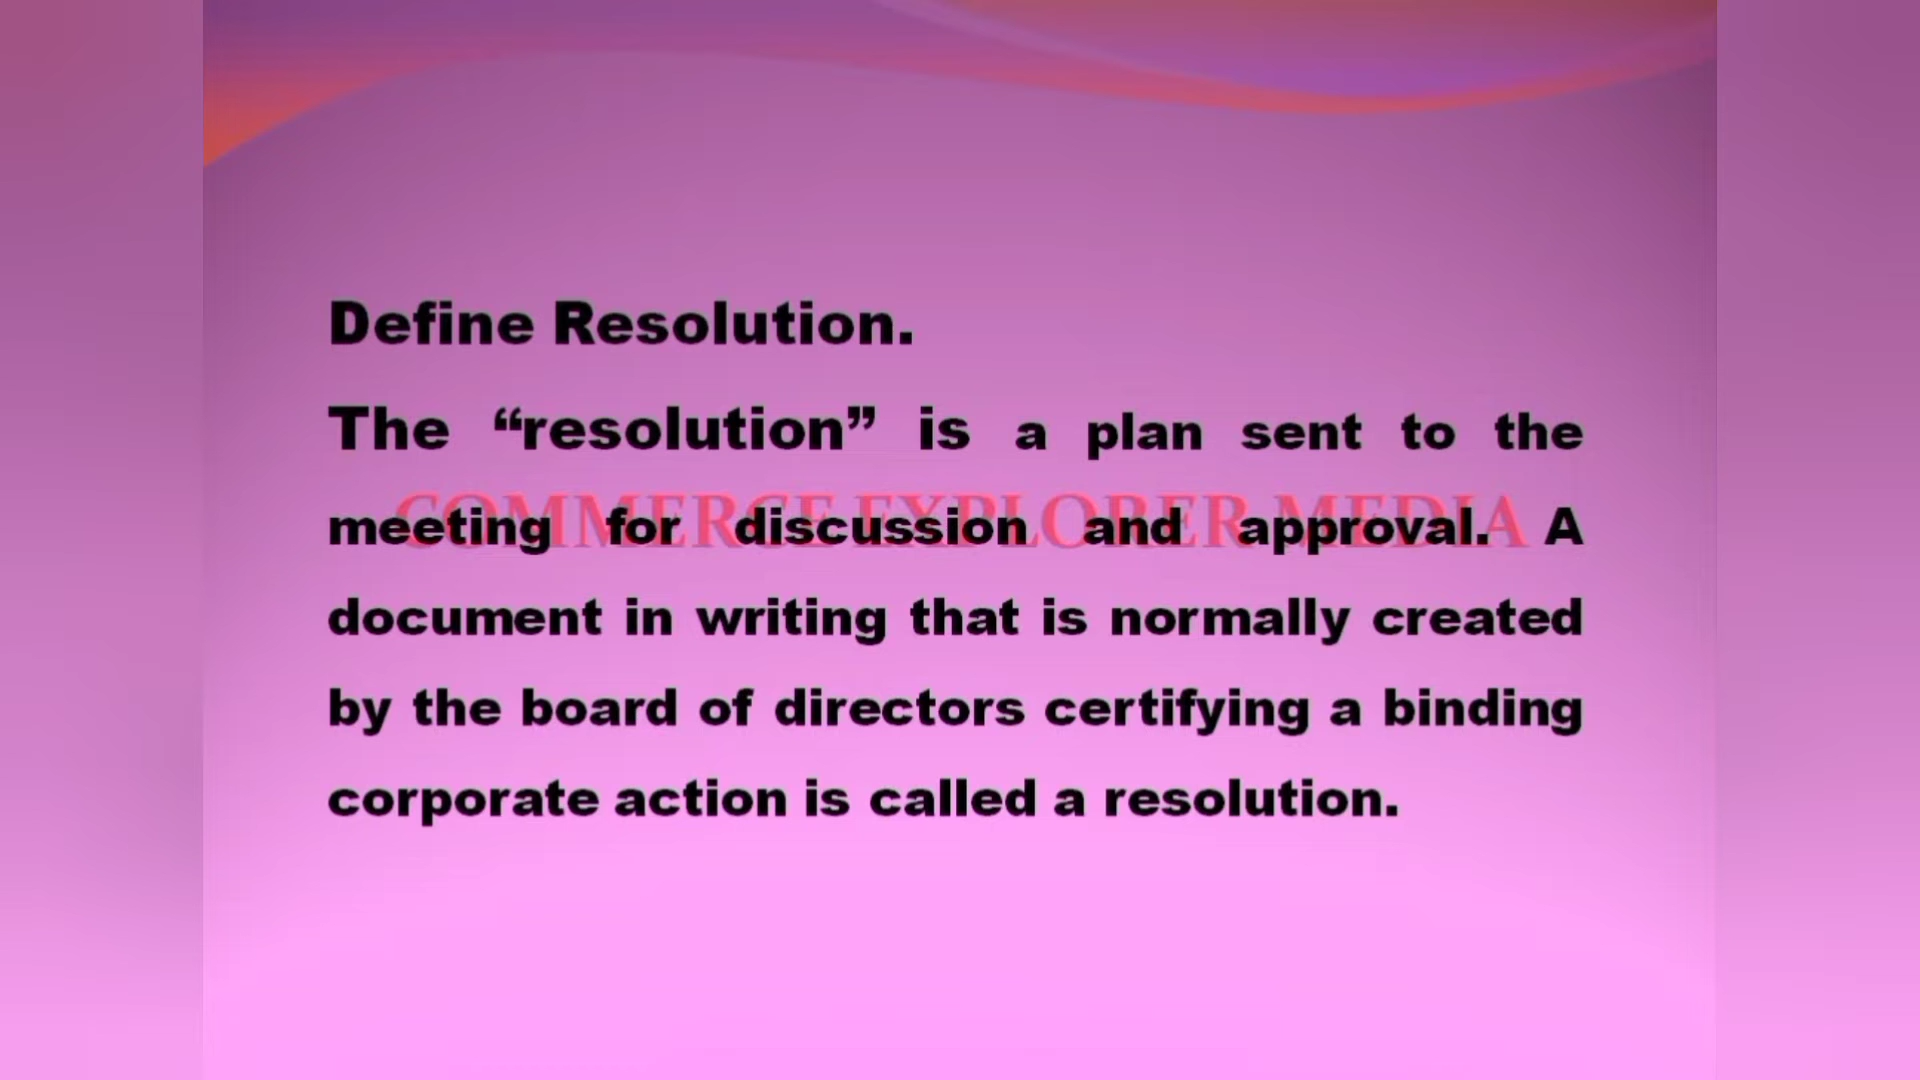 Define Resolution.
The “resolution” is a plan sent to the
COMMERCE EXPLORER MEDIA
meeting for discussion and approval. A
document in writing that is normally created
by the board of directors certifying a binding
corporate action is called a resolution.